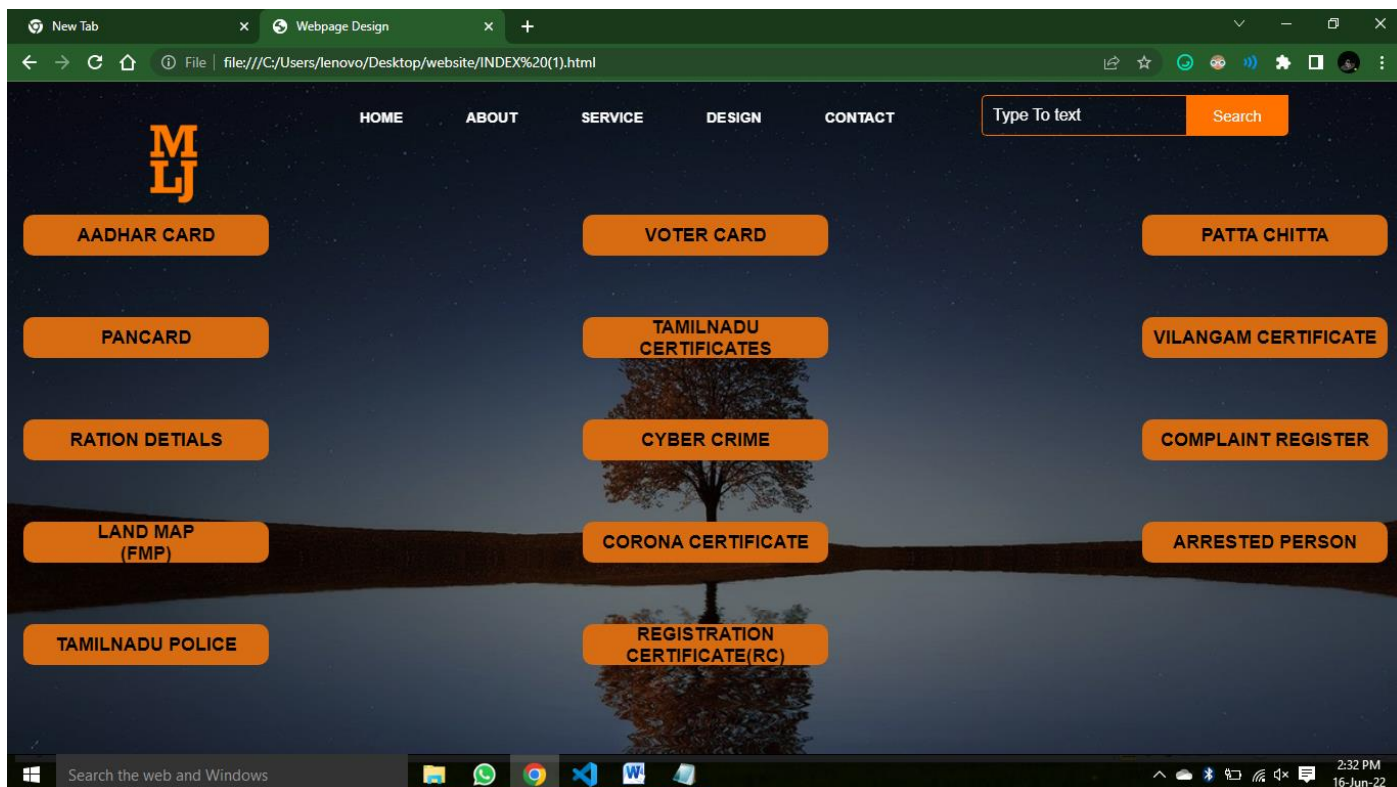 New Tab
Webpage Design
File | file:///C:/Users/lenovo/Desktop/website/INDEX%20(1).html
M
LJ
HOME ABOUT SERVICE DESIGN CONTACT
Type To text Search
AADHAR CARD VOTER CARD PATTA CHITTA
PANCARD
TAMILNADU
CERTIFICATES
VILANGAM CERTIFICATE
RATION DETIALS CYBER CRIME COMPLAINT REGISTER
LAND MAP
(FMP)
CORONA CERTIFICATE ARRESTED PERSON
TAMILNADU POLICE
REGISTRATION
CERTIFICATE(RC)
Search the web and Windows
2:32 PM
16-Jun-22